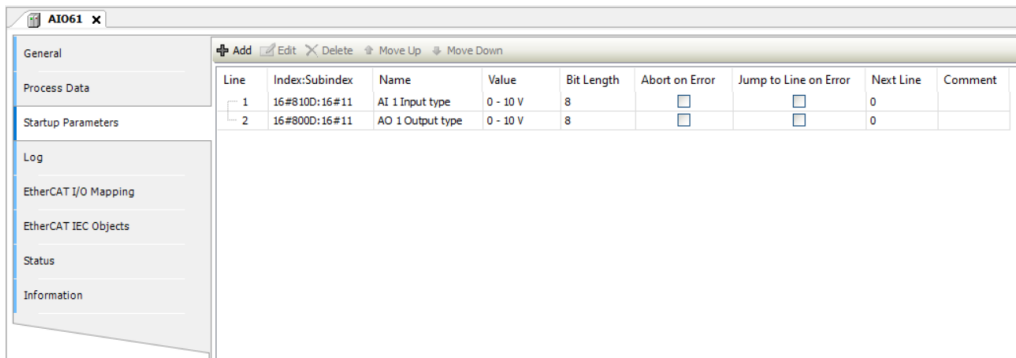 AIO61 X
General
Process Data
Startup Parameters
Log
EtherCAT I/O Mapping
EtherCAT IEC Objects
Status
Information
Add Edit Delete Move Up Move Down
Line Index:Subindex Name Value Bit Length Abort on Error Jump to Line on Error Next Line Comment
1 16#810D:16#11 AI 1 Input type 0 - 10 V 8 0
2 16#800D:16#11 AO 1 Output type 0 - 10 V 8 0